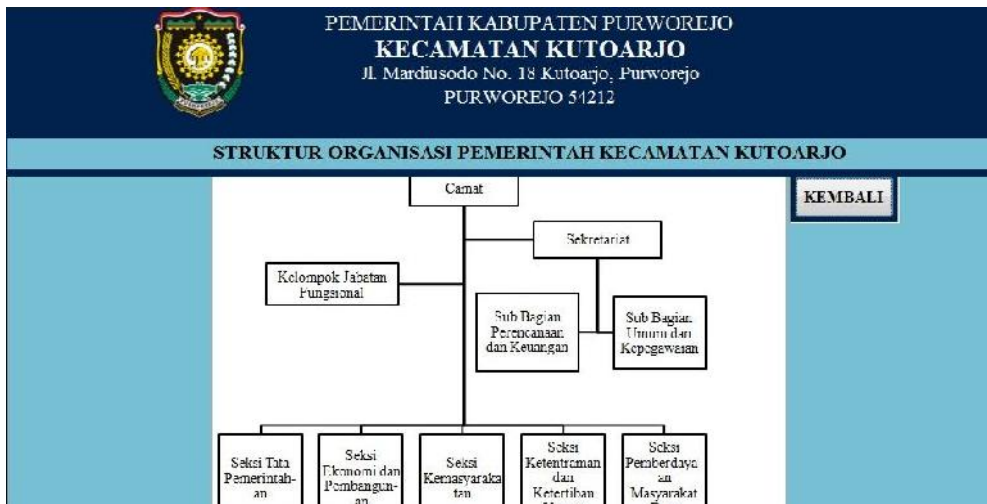 PEMERINTAH KABUPATEN PURWOREJO
KECAMATAN KUTOARJO
Jl. Mardiusodo No. 18 Kutoarjo, Purworejo
PURWOREJO 54212
STRUKTUR ORGANISASI PEMERINTAH KECAMATAN KUTOARJO
KEMBALI
Camat
Sekretariat
Kelompok Jabatan
Fungsional
Sub Bagian
Perencanaan
dan Keuangan
Sub Bagian
Umum dan
Kepegawaian
Seksi Tata
Pemerintah-
an
Seksi
Ekonomi dan
Pembangun-
an
Seksi
Kemasyaraka
tan
Seksi
Ketentraman
dan
Ketertiban
Seksi
Pemberdaya
an
Masyarakat